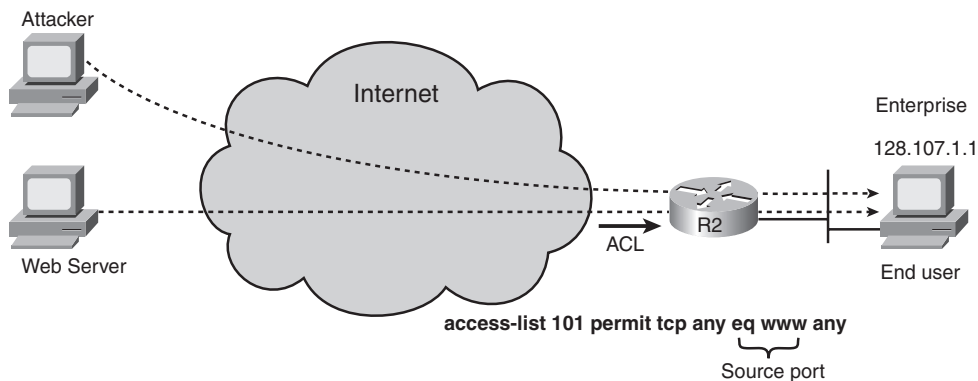 Attacker
Internet
Enterprise
128.107.1.1
R2
ACL
Web Server
End user
access-list 101 permit tcp any eq www any
Source port